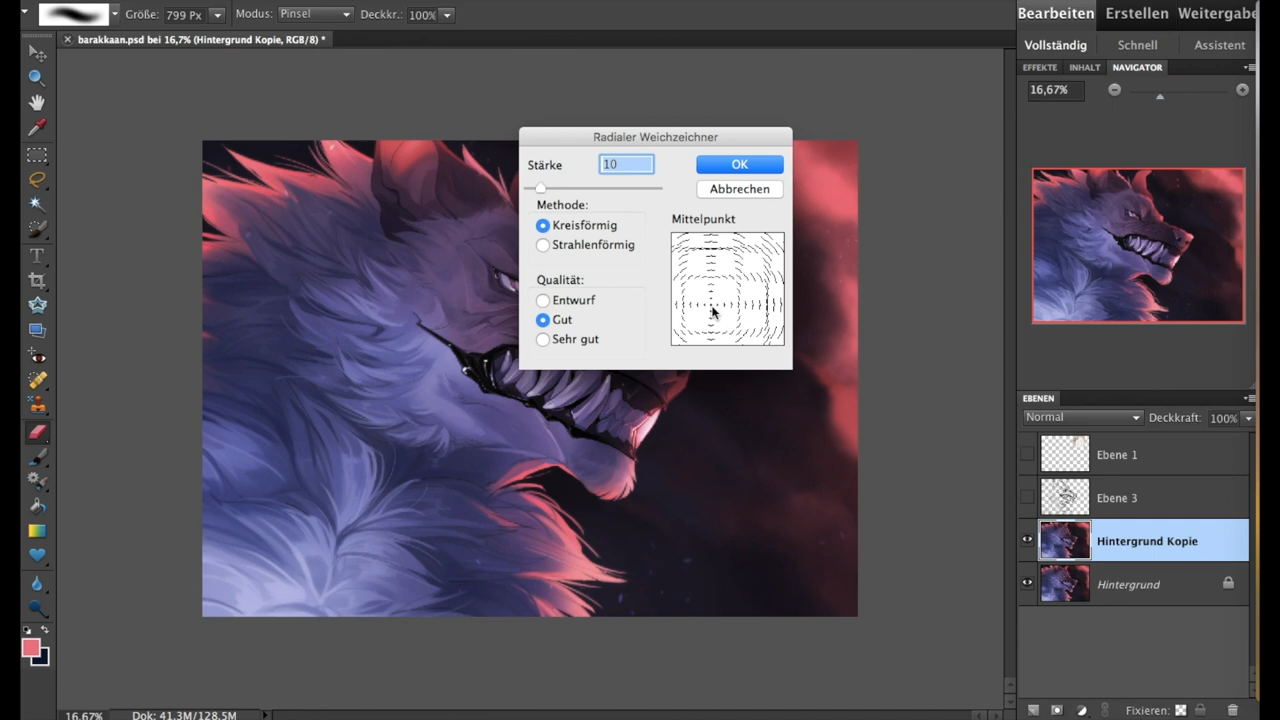 Größe: 799 Px Modus: Pinsel Deckkr.: 100%
Bearbeiten Erstellen Weitergabe
barakkaan.psd bei 16,7% (Hintergrund Kopie, RGB/8) *
Vollständig Schnell Assistent
EFFEKTE INHALT NAVIGATOR
16,67%
Radialer Weichzeichner
Stärke 10 OK
Abbrechen
Methode:
Kreisförmig
Strahlenförmig
Mittelpunkt
Qualität:
Entwurf
Gut
Sehr gut
EBENEN
Normal Deckkraft: 100%
Ebene 1
Ebene 3
Hintergrund Kopie
Hintergrund
Fixieren:
16,67% Dok: 41,3M/128,5M